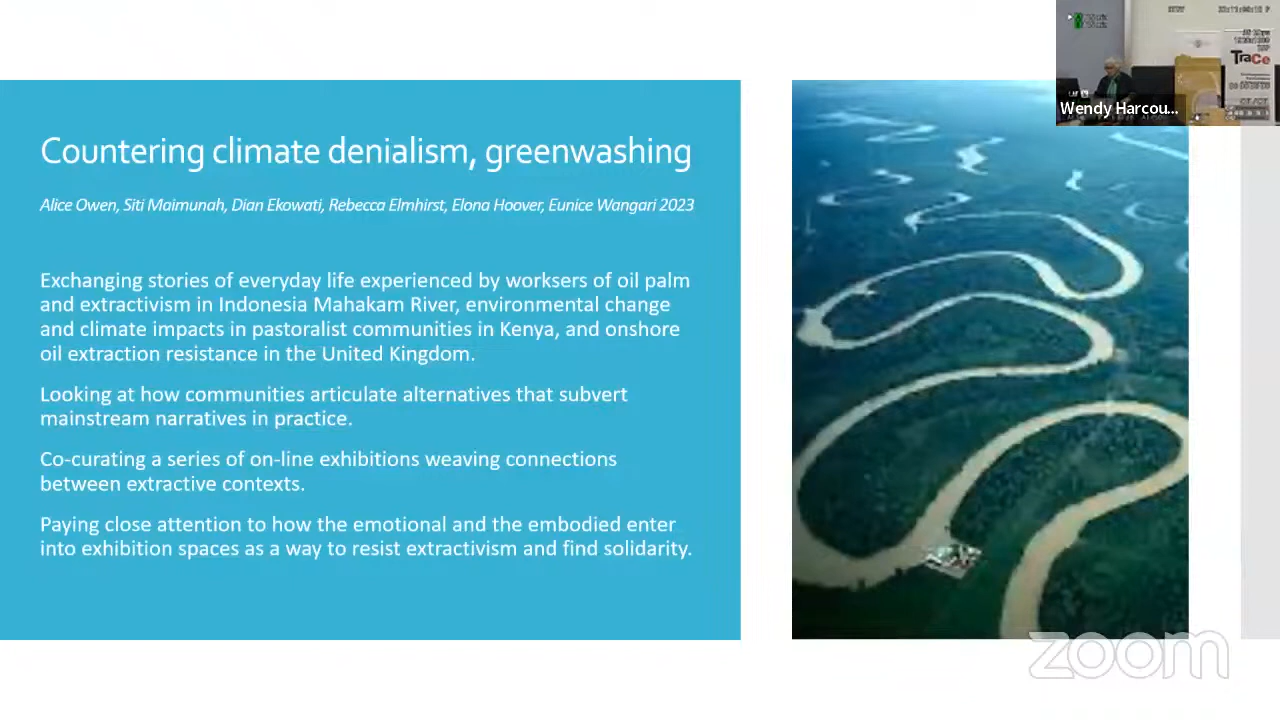 Countering climate denialism, greenwashing
Alice Owen, Siti Maimunah, Dian Ekowati, Rebecca Elmhirst, Elona Hoover, Eunice Wangari 2023
Exchanging stories of everyday life experienced by worksers of oil palm
and extractivism in Indonesia Mahakam River, environmental change
and climate impacts in pastoralist communities in Kenya, and onshore
oil extraction resistance in the United Kingdom.
Looking at how communities articulate alternatives that subvert
mainstream narratives in practice.
Co-curating a series of on-line exhibitions weaving connections
between extractive contexts.
Paying close attention to how the emotional and the embodied enter
into exhibition spaces as a way to resist extractivism and find solidarity.
TraCe
Wendy Harcou...
zoom